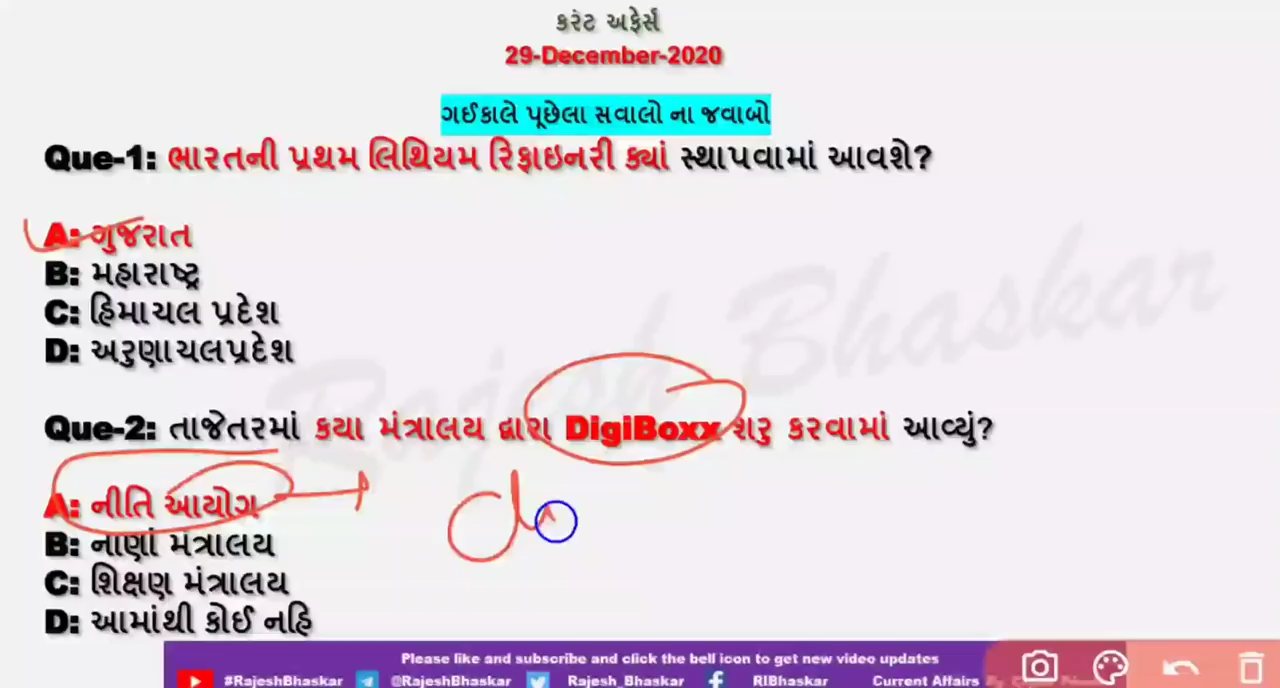 કરંટ અફેર્સ
29-December-2020
ગઈકાલે પૂછેલા સવાલો ના જવાબો
Que-1: ભારતની પ્રથમ લિથિયમ રિફાઇનરી ક્યાં સ્થાપવામાં આવશે?
A: ગુજરાત
B: મહારાષ્ટ્ર
C: હિમાચલ પ્રદેશ
D: અરુણાચલપ્રદેશ
Rajesh Bhaskar
Que-2: તાજેતરમાં કયા મંત્રાલય દ્વારા DigiBoxx શરુ કરવામાં આવ્યું?
A: નીતિ આયોગ
B: નાણાં મંત્રાલય
C: શિક્ષણ મંત્રાલય
D: આમાંથી કોઈ નહિ
Please like and subscribe and click the bell icon to get new video updates
#RajeshBhaskar @RajeshBhaskar Rajesh_Bhaskar RIBhaskar Current Affairs